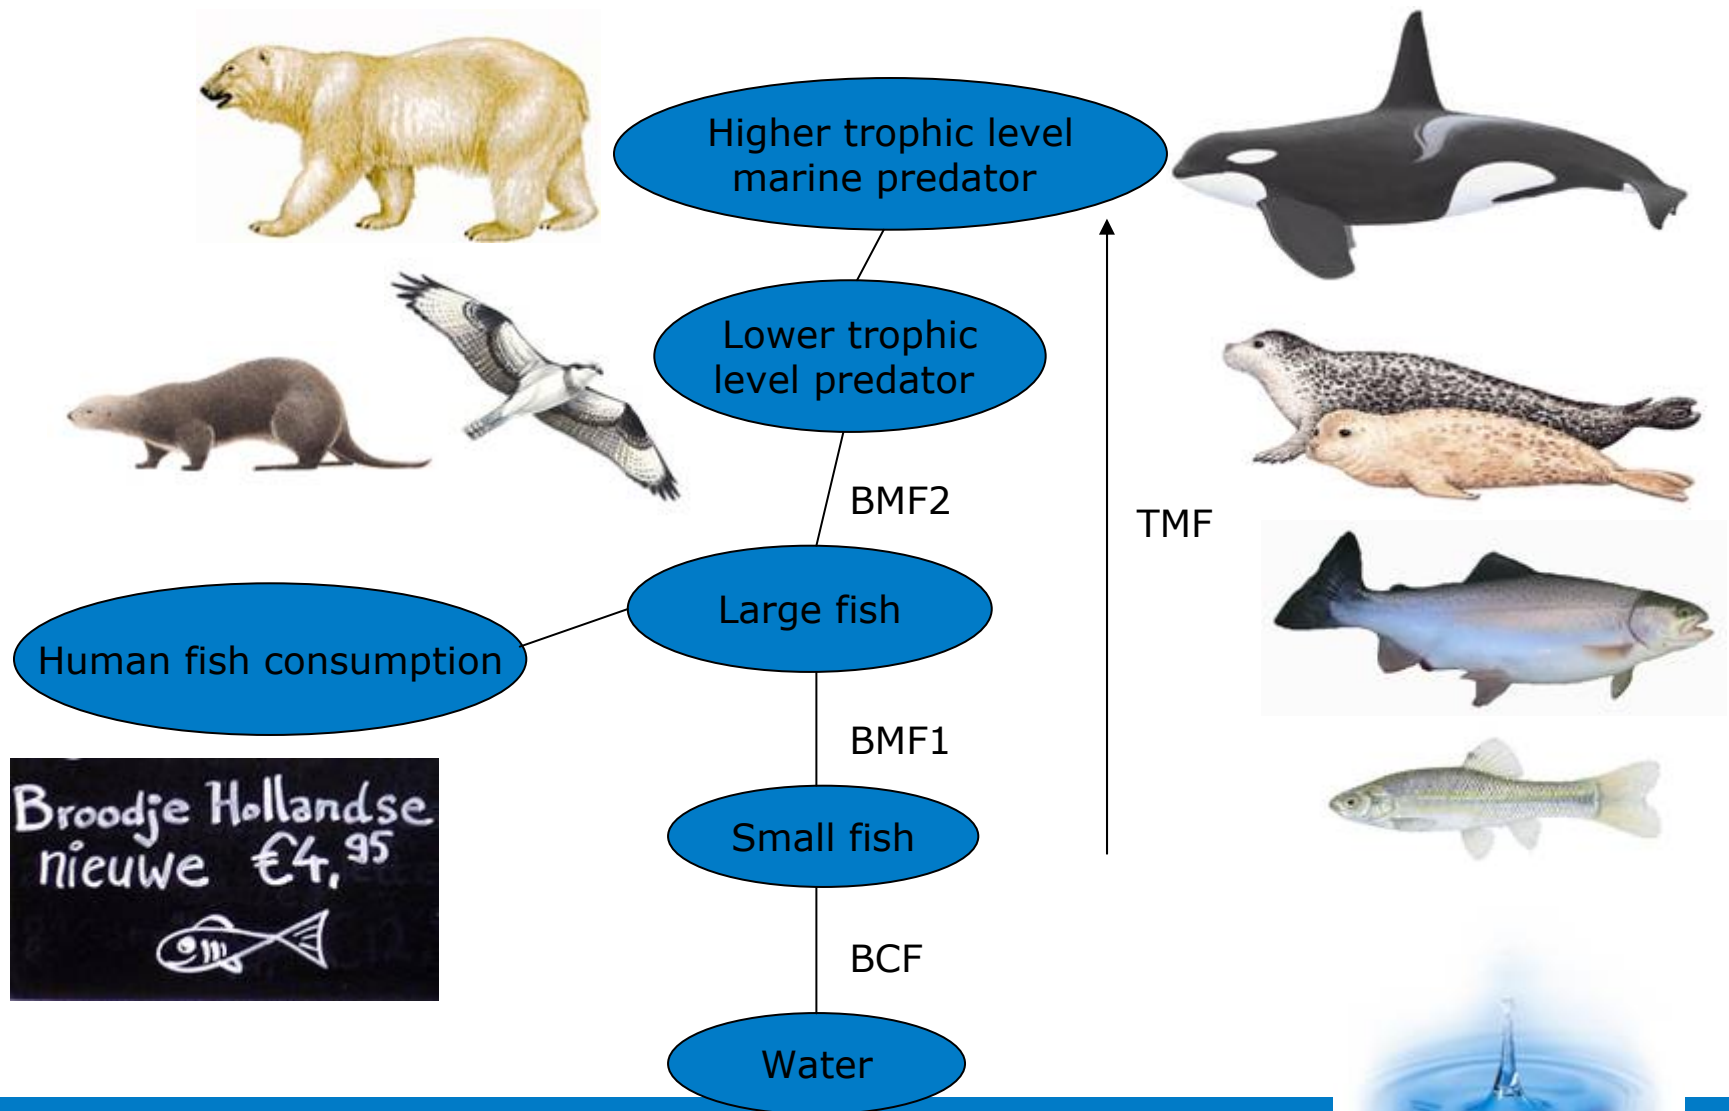 Higher trophic level
marine predator
Lower trophic
level predator
BMF2
TMF
Large fish
Human fish consumption
BMF1
Broodje Hollandse
nieuwe €4,95
Small fish
BCF
Water